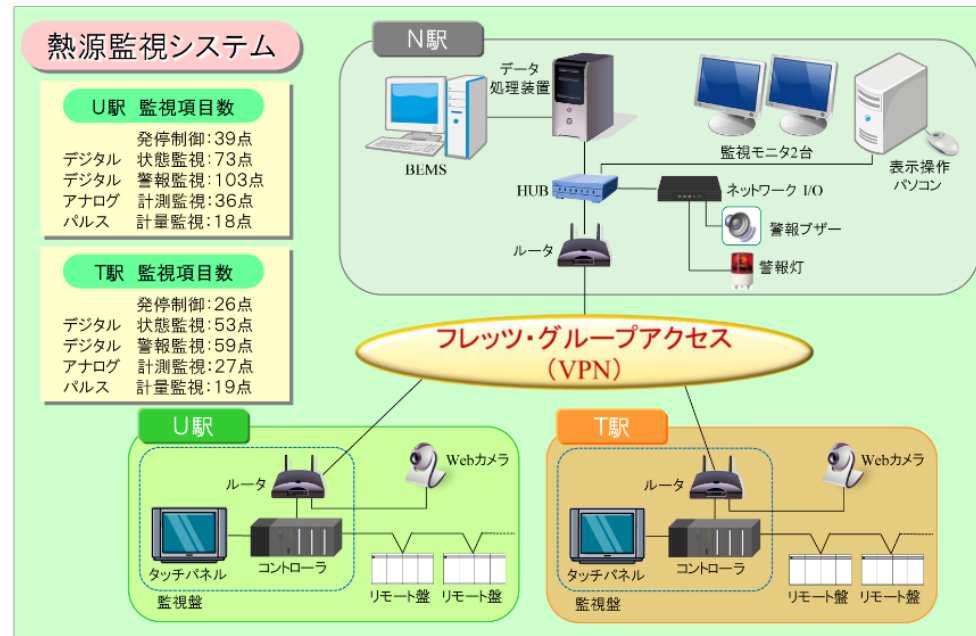 熱源監視システム
U駅 監視項目数
発停制御:39点
デジタル 状態監視:73点
デジタル 警報監視:103点
アナログ 計測監視:36点
パルス 計量監視:18点
T駅 監視項目数
発停制御:26点
デジタル 状態監視:53点
デジタル 警報監視:59点
アナログ 計測監視:27点
パルス 計量監視:19点
N駅
データ
処理装置
BEMS
監視モニタ2台
表示操作
パソコン
HUB
ネットワーク I/O
ルータ
警報ブザー
警報灯
フレッツ・グループアクセス
(VPN)
U駅
Webカメラ
ルータ
タッチパネル
コントローラ
リモート盤
リモート盤
監視盤
T駅
Webカメラ
ルータ
タッチパネル
コントローラ
リモート盤
リモート盤
監視盤